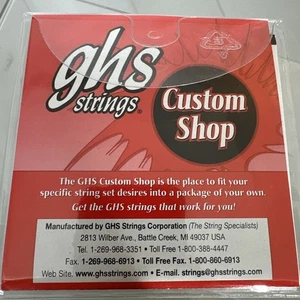 ghs
strings®
Custom
Shop
The GHS Custom Shop is the place to fit your
specific string set desires into a package of your own.
Get the GHS strings that work for you!
Manufactured by GHS Strings Corporation (The String Specialists)
2813 Wilber Ave., Battle Creek, MI 49037 USA
Tel. 1-269-968-3351 • Toll Free 1-800-388-4447
Fax. 1-269-968-6913 • Toll Free Fax. 1-800-860-6913
Web Site. www.ghsstrings.com • E-mail. strings@ghsstrings.com